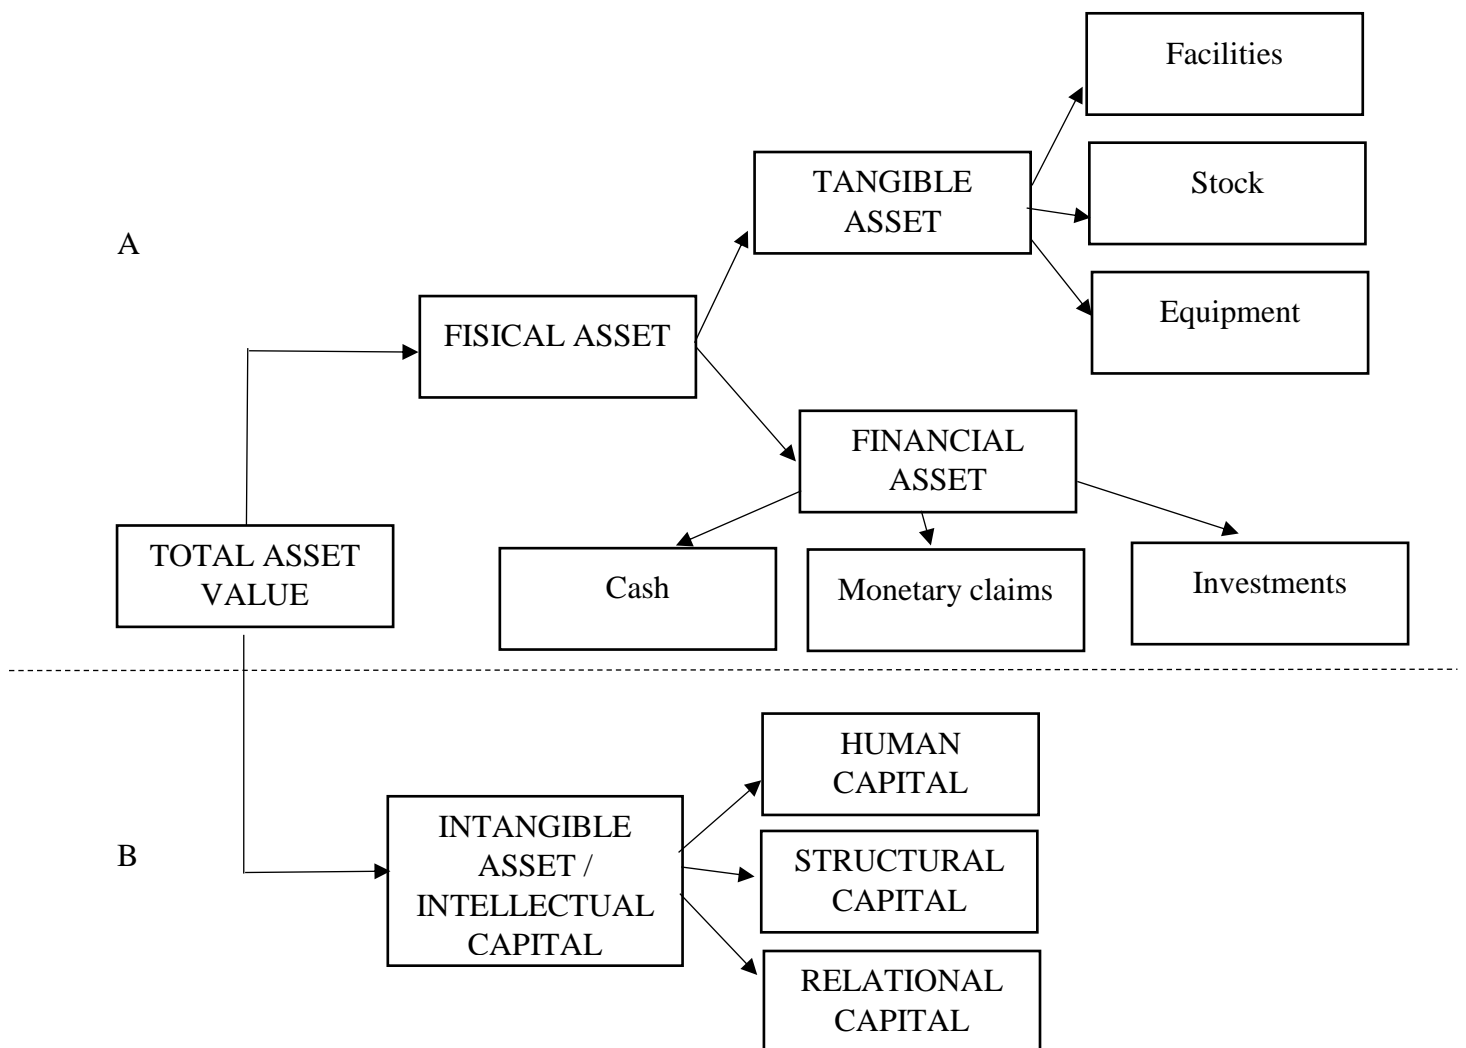 Facilities
TANGIBLE
ASSET
Stock
A
Equipment
FISICAL ASSET
FINANCIAL
ASSET
TOTAL ASSET
VALUE
Cash
Monetary claims
Investments
HUMAN
CAPITAL
INTANGIBLE
ASSET /
INTELLECTUAL
CAPITAL
B
STRUCTURAL
CAPITAL
RELATIONAL
CAPITAL